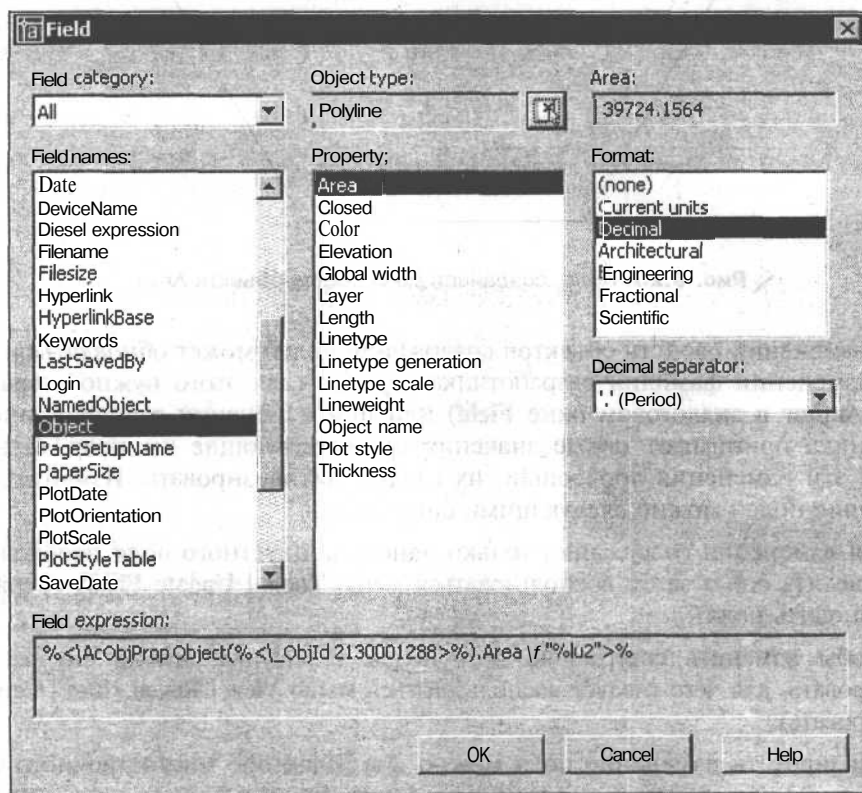 Field
Field category:
All
Object type:
Polyline
Area:
39724.1564
Field names:
Date
DeviceName
Diesel expression
Filename
Filesize
Hyperlink
HyperlinkBase
Keywords
LastSavedBy
Login
NamedObject
Object
PageSetupName
PaperSize
PlotDate
PlotOrientation
PlotScale
PlotStyleTable
SaveDate
Property;
Area
Closed
Color
Elevation
Global width
Layer
Length
Linetype
Linetype generation
Linetype scale
Lineweight
Object name
Plot style
Thickness
Format:
(none)
Current units
Decimal
Architectural
Engineering
Fractional
Scientific
Decimal separator:
'.' (Period)
Field expression:
%<\AcObjProp Object(%<\_ObjId 2130001288>%).Area \f "%lu2">%
OK
Cancel
Help